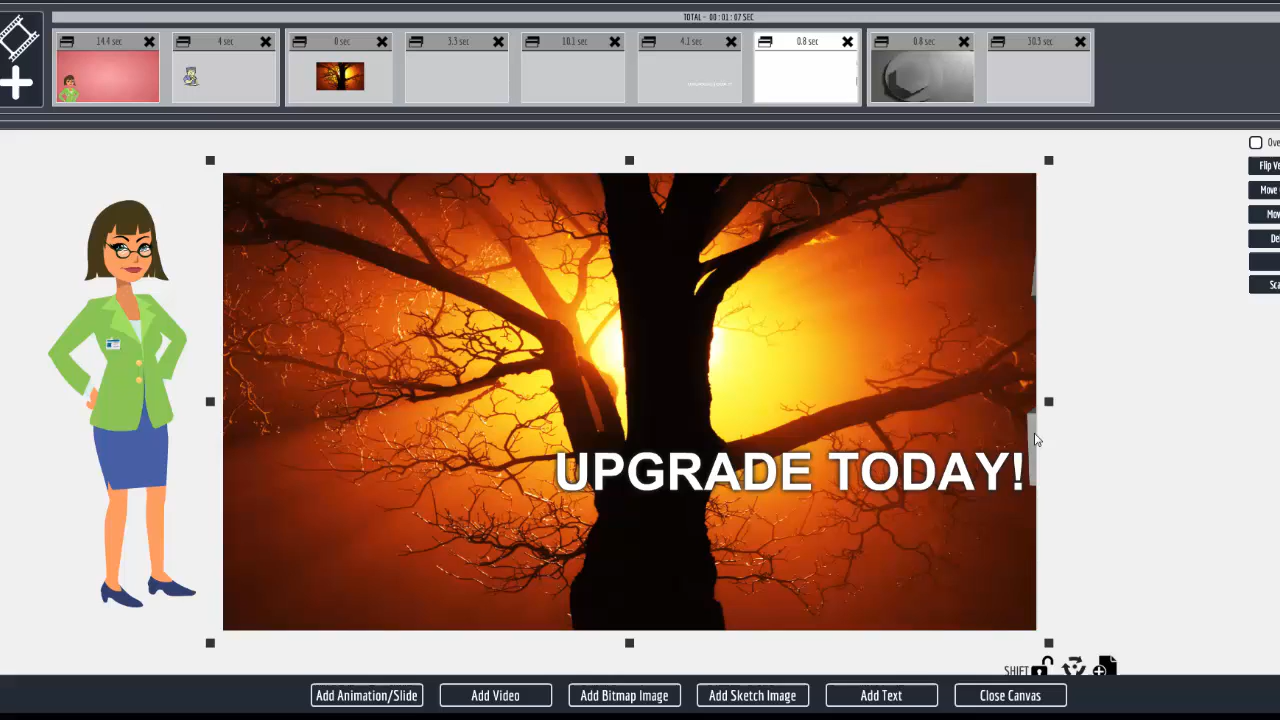 TOTAL - 00:01:07 SEC
14.4 sec
4 sec
0 sec
3.3 sec
10.1 sec
4.1 sec
0.8 sec
0.8 sec
30.3 sec
Flip
Move
UPGRADE TODAY!
SHIFT
Add Animation/Slide
Add Video
Add Bitmap Image
Add Sketch Image
Add Text
Close Canvas